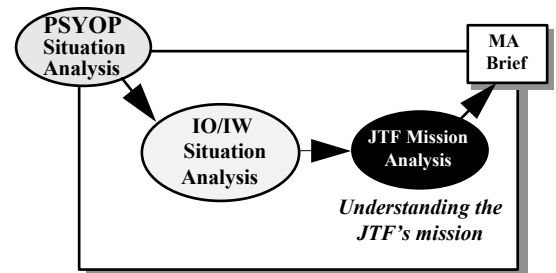 PSYOP
Situation
Analysis
MA
Brief
IO/IW
Situation
Analysis
JTF Mission
Analysis
Understanding the
JTF's mission